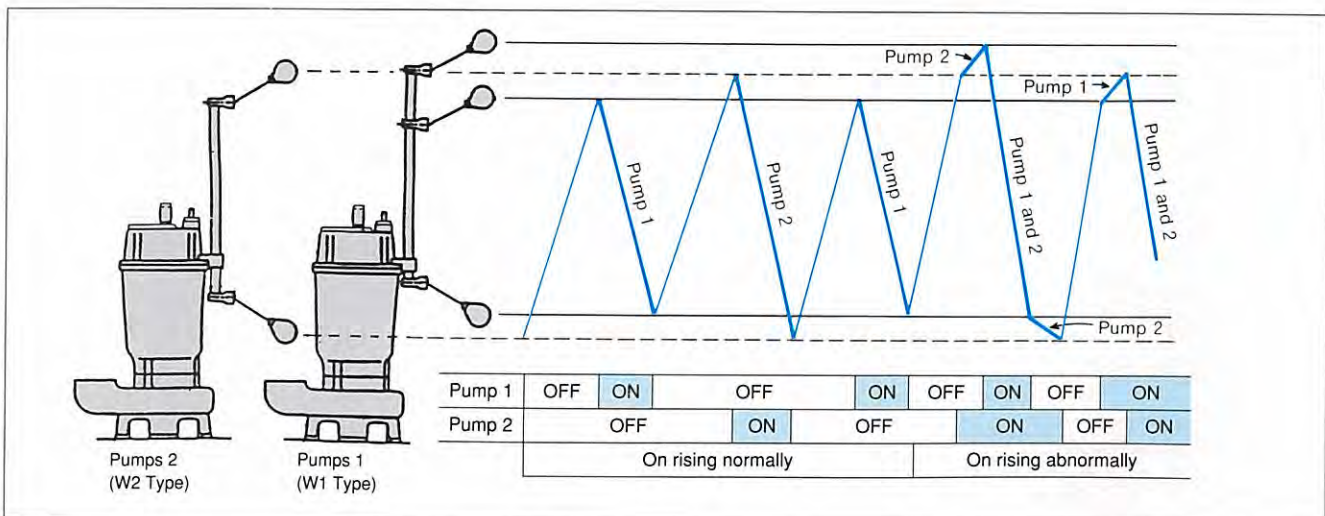 Pump 2
Pump 1
Pump 1
Pump 2
Pump 1
Pump 1 and 2
Pump 1 and 2
Pump 2
Pump 1 OFF ON OFF ON OFF ON OFF ON
Pump 2 OFF ON OFF ON OFF ON
On rising normally On rising abnormally
Pumps 2
(W2 Type)
Pumps 1
(W1 Type)